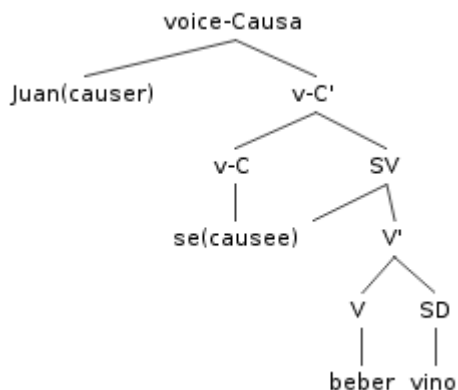 voice-Causa
Juan(causer) v-C'
v-C SV
se(causee) V'
V SD
beber vino